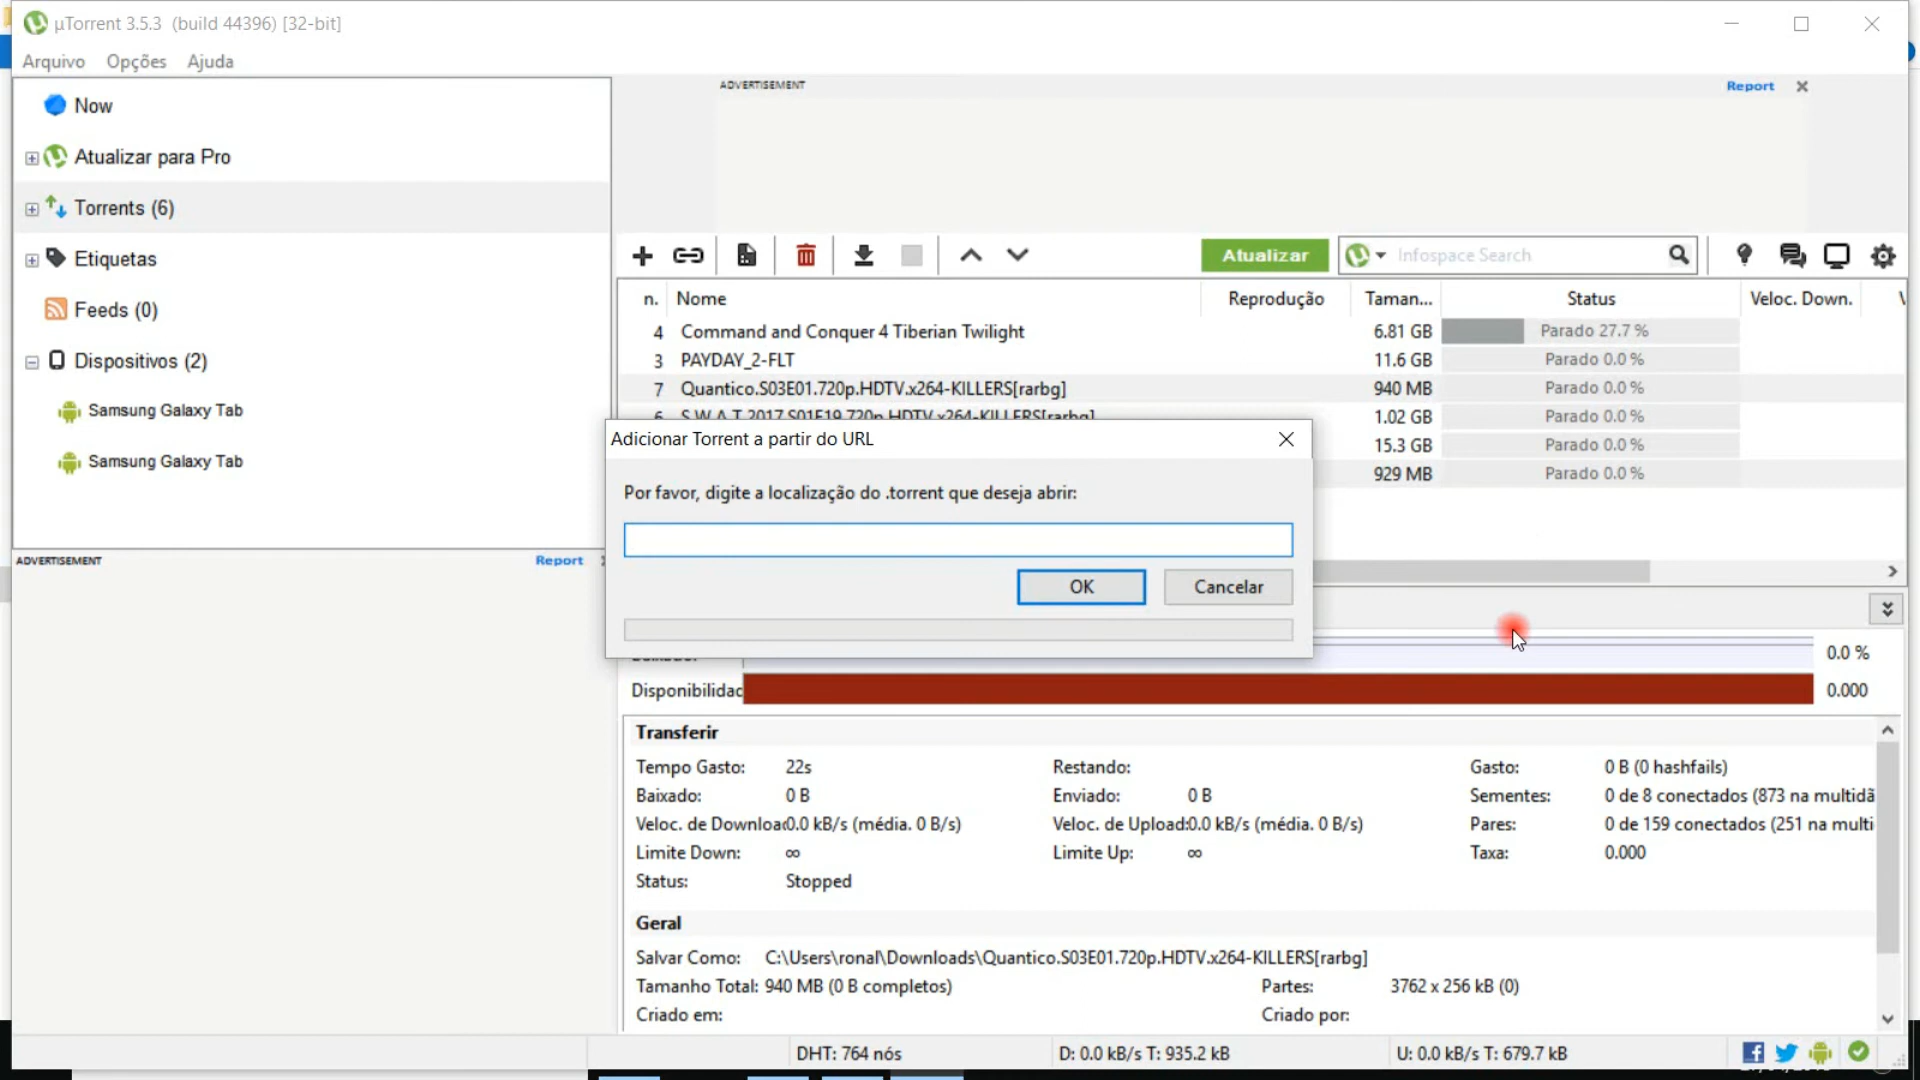 µTorrent 3.5.3 (build 44396) [32-bit]
Arquivo Opções Ajuda
Now
Atualizar para Pro
Torrents (6)
Etiquetas
Feeds (0)
Dispositivos (2)
Samsung Galaxy Tab
Samsung Galaxy Tab
ADVERTISEMENT Report
ADVERTISEMENT Report
Atualizar Infospace Search
n. Nome Reprodução Taman... Status Veloc. Down.
4 Command and Conquer 4 Tiberian Twilight 6.81 GB Parado 27.7 %
3 PAYDAY_2-FLT 11.6 GB Parado 0.0 %
7 Quantico.S03E01.720p.HDTV.x264-KILLERS[rarbg] 940 MB Parado 0.0 %
6 S.W.A.T.2017.S01E19.720p.HDTV.x264-KILLERS[rarbg] 1.02 GB Parado 0.0 %
15.3 GB Parado 0.0 %
929 MB Parado 0.0 %
Adicionar Torrent a partir do URL
Por favor, digite a localização do .torrent que deseja abrir:
OK Cancelar
0.0 %
Disponibilidad 0.000
Transferir
Tempo Gasto: 22s Restando: Gasto: 0 B (0 hashfails)
Baixado: 0 B Enviado: 0 B Sementes: 0 de 8 conectados (873 na multidã
Veloc. de Download 0.0 kB/s (média. 0 B/s) Veloc. de Upload: 0.0 kB/s (média. 0 B/s) Pares: 0 de 159 conectados (251 na multi
Limite Down: ∞ Limite Up: ∞ Taxa: 0.000
Status: Stopped
Geral
Salvar Como: C:\Users\ronal\Downloads\Quantico.S03E01.720p.HDTV.x264-KILLERS[rarbg]
Tamanho Total: 940 MB (0 B completos) Partes: 3762 x 256 kB (0)
Criado em: Criado por:
DHT: 764 nós D: 0.0 kB/s T: 935.2 kB U: 0.0 kB/s T: 679.7 kB